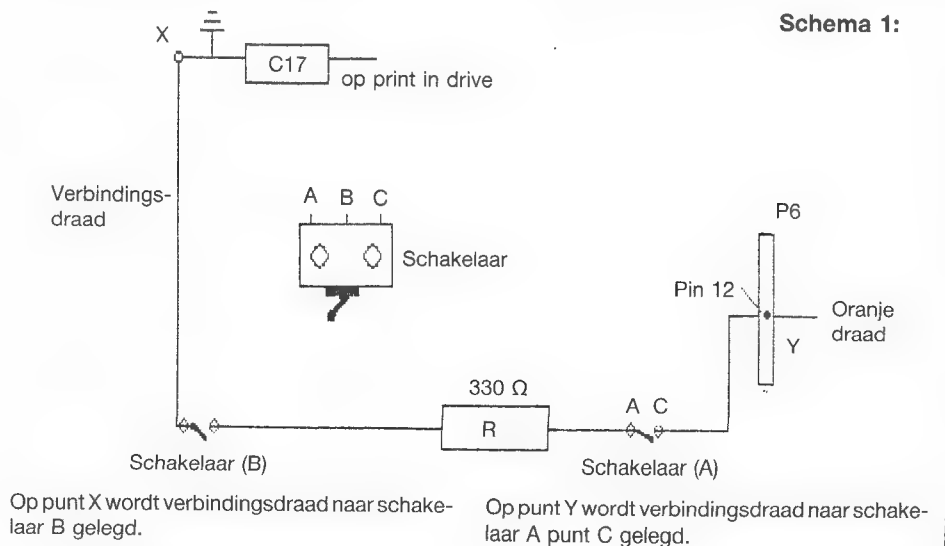 Schema 1:
X
C17
op print in drive
Verbindings-
draad
A B C
Schakelaar
P6
Pin 12
Oranje
draad
Y
330 Ω
R
A C
Schakelaar (B)
Schakelaar (A)
Op punt X wordt verbindingsdraad naar schake-
laar B gelegd.
Op punt Y wordt verbindingsdraad naar schake-
laar A punt C gelegd.